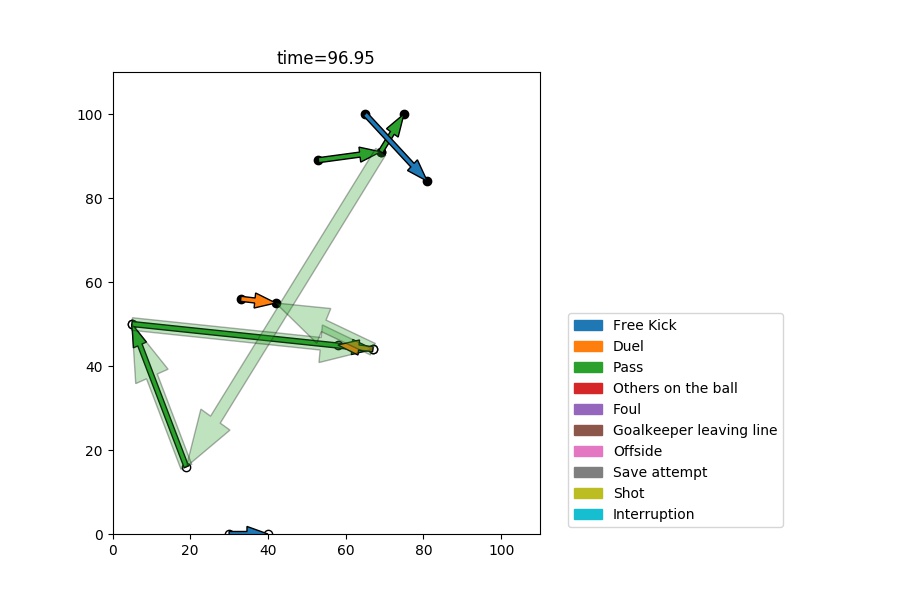 time=96.95
100
80
60
40
20
0
0 20 40 60 80 100
Free Kick
Duel
Pass
Others on the ball
Foul
Goalkeeper leaving line
Offside
Save attempt
Shot
Interruption